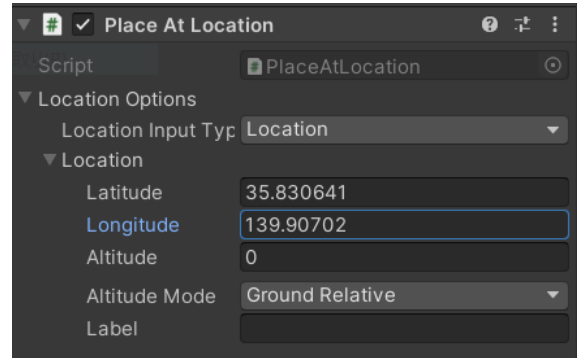 # Place At Location
Script PlaceAtLocation
Location Options
Location Input Typ Location
Location
Latitude 35.830641
Longitude 139.90702
Altitude 0
Altitude Mode Ground Relative
Label